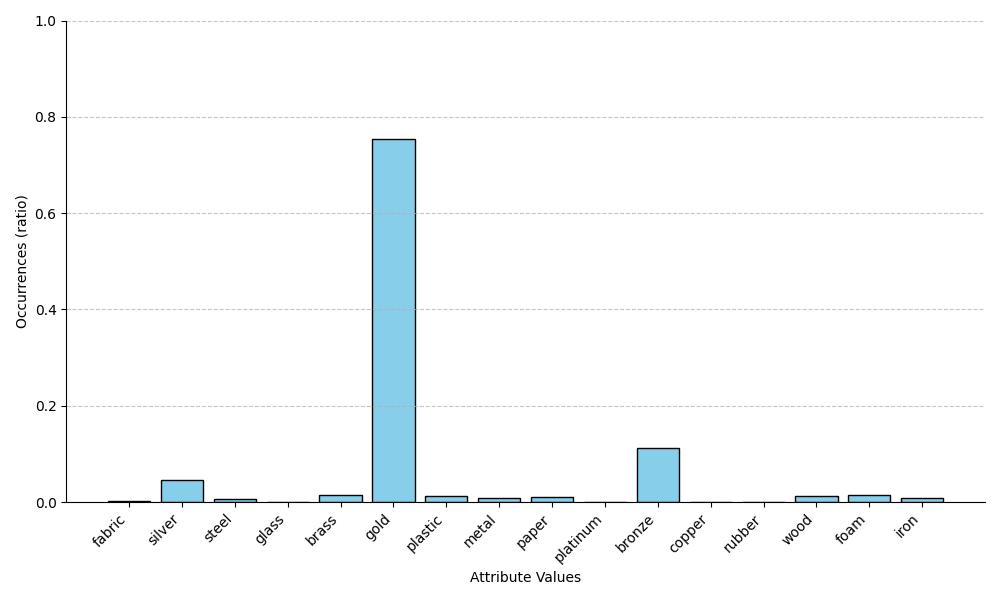 1.0
0.8
0.6
0.4
0.2
0.0
Occurrences (ratio)
fabric
silver
steel
glass
brass
gold
plastic
metal
paper
platinum
bronze
copper
rubber
wood
foam
iron
Attribute Values